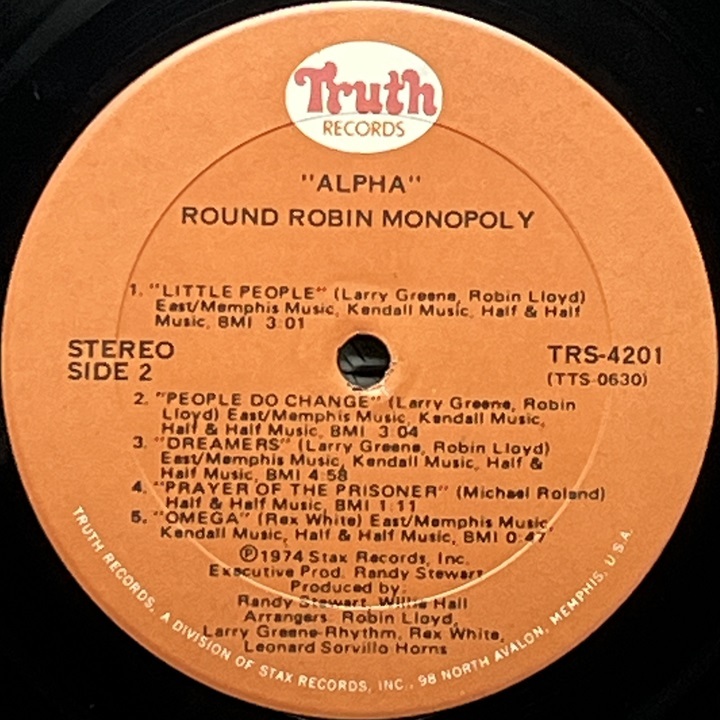 Truth
RECORDS
"ALPHA"
ROUND ROBIN MONOPOLY
1. "LITTLE PEOPLE" (Larry Greene, Robin Lloyd)
East/Memphis Music, Kendall Music, Half & Half
Music, BMI 3:01
STEREO
SIDE 2
TRS-4201
(TTS-0630)
2. "PEOPLE DO CHANGE" (Larry Greene, Robin
Lloyd) East/Memphis Music, Kendall Music,
Half & Half Music, BMI 3:04
3. "DREAMERS" (Larry Greene, Robin Lloyd)
East/Memphis Music, Kendall Music, Half &
Half Music, BMI 4:58
4. "PRAYER OF THE PRISONER" (Michael Roland)
Half & Half Music, BMI 1:11
5. "OMEGA" (Rex White) East/Memphis Music,
Kendall Music, Half & Half Music, BMI 0:47
Ⓟ1974 Stax Records, Inc.
Executive Prod. Randy Stewart
Produced by:
Randy Stewart, Willie Hall
Arrangers: Robin Lloyd,
Larry Greene-Rhythm, Rex White,
Leonard Sorvillo Horns
TRUTH RECORDS, A DIVISION OF STAX RECORDS, INC., 98 NORTH AVALON, MEMPHIS, U.S.A.